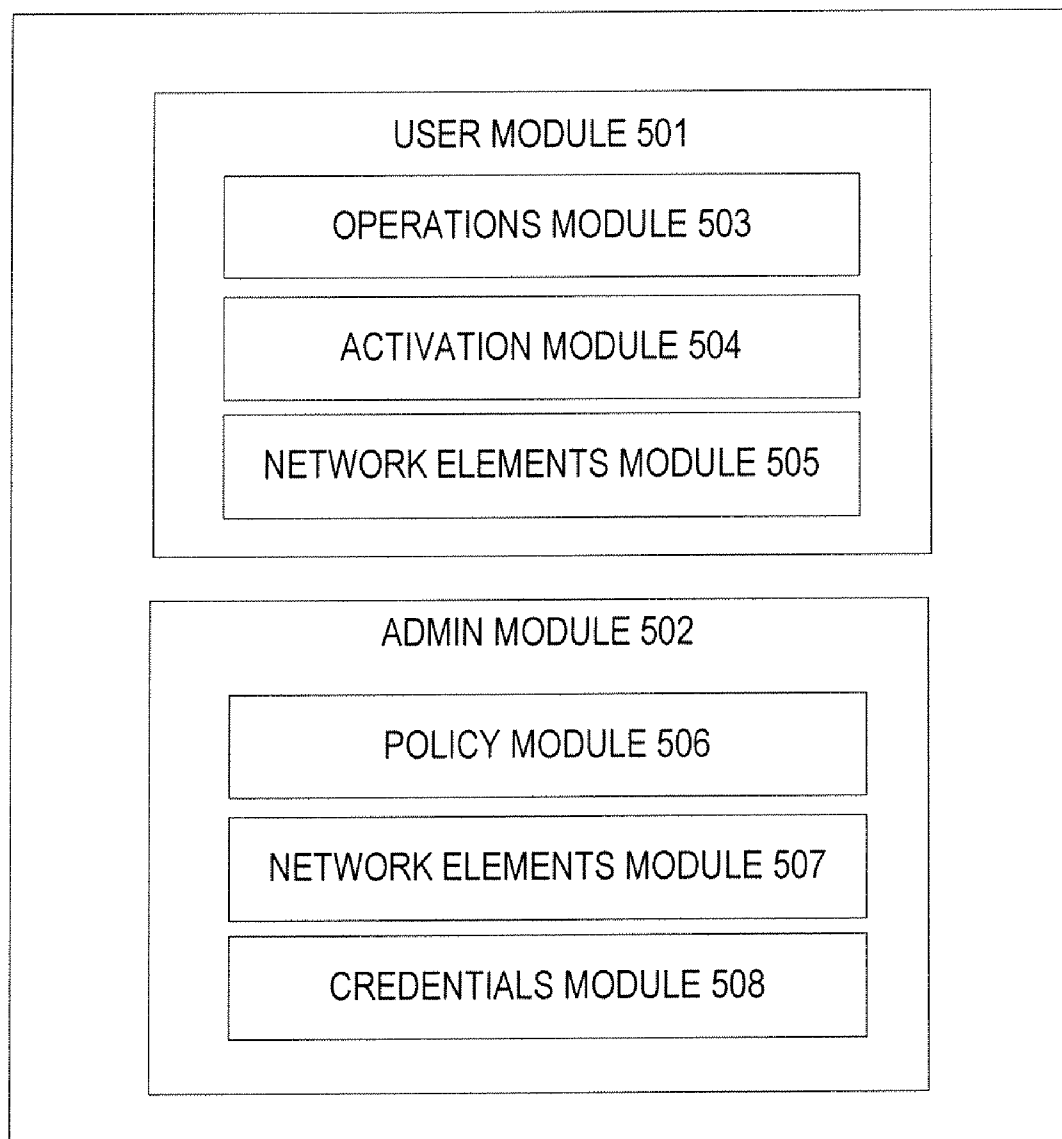 USER MODULE 501
OPERATIONS MODULE 503
ACTIVATION MODULE 504
NETWORK ELEMENTS MODULE 505
ADMIN MODULE 502
POLICY MODULE 506
NETWORK ELEMENTS MODULE 507
CREDENTIALS MODULE 508